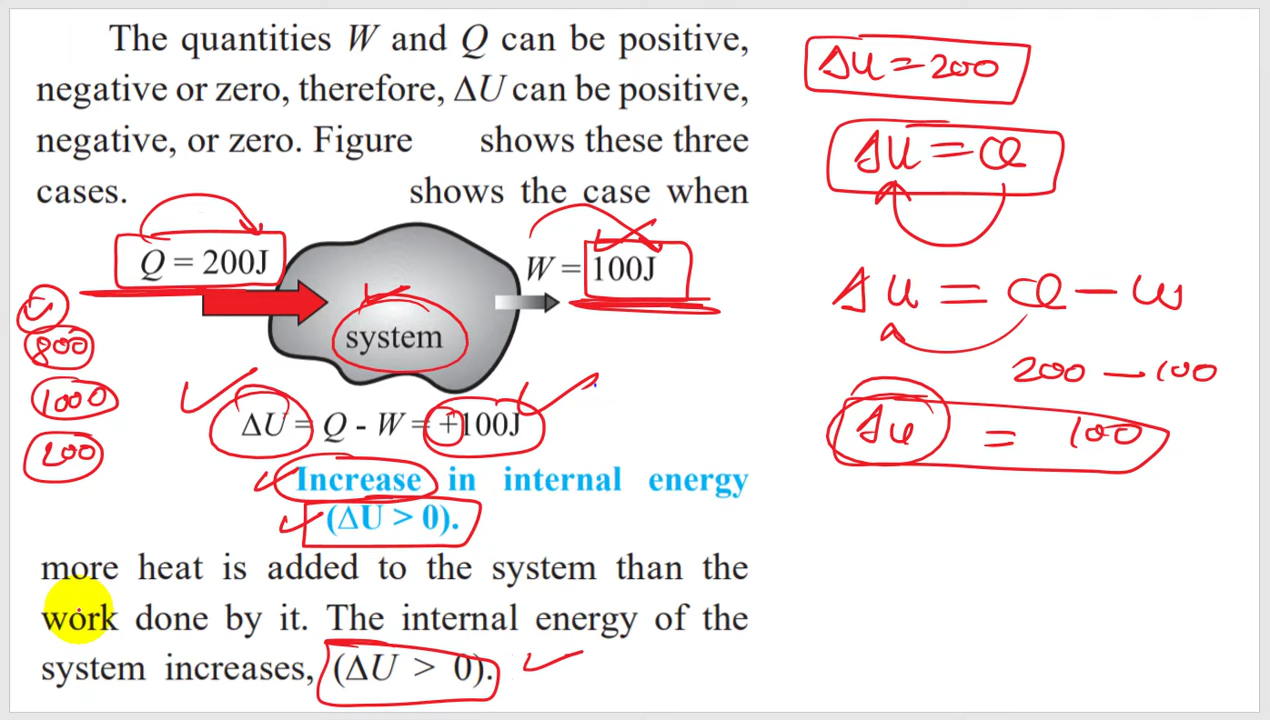 The quantities W and Q can be positive,
negative or zero, therefore, ΔU can be positive,
negative, or zero. Figure shows these three
cases. shows the case when
Q = 200J
W = 100J
system
800
1000
200
ΔU = Q - W = +100J
Increase in internal energy
(ΔU > 0).
more heat is added to the system than the
work done by it. The internal energy of the
system increases, (ΔU > 0).
ΔU = 200
ΔU = Q
ΔU = Q - W
200 - 100
ΔU = 100